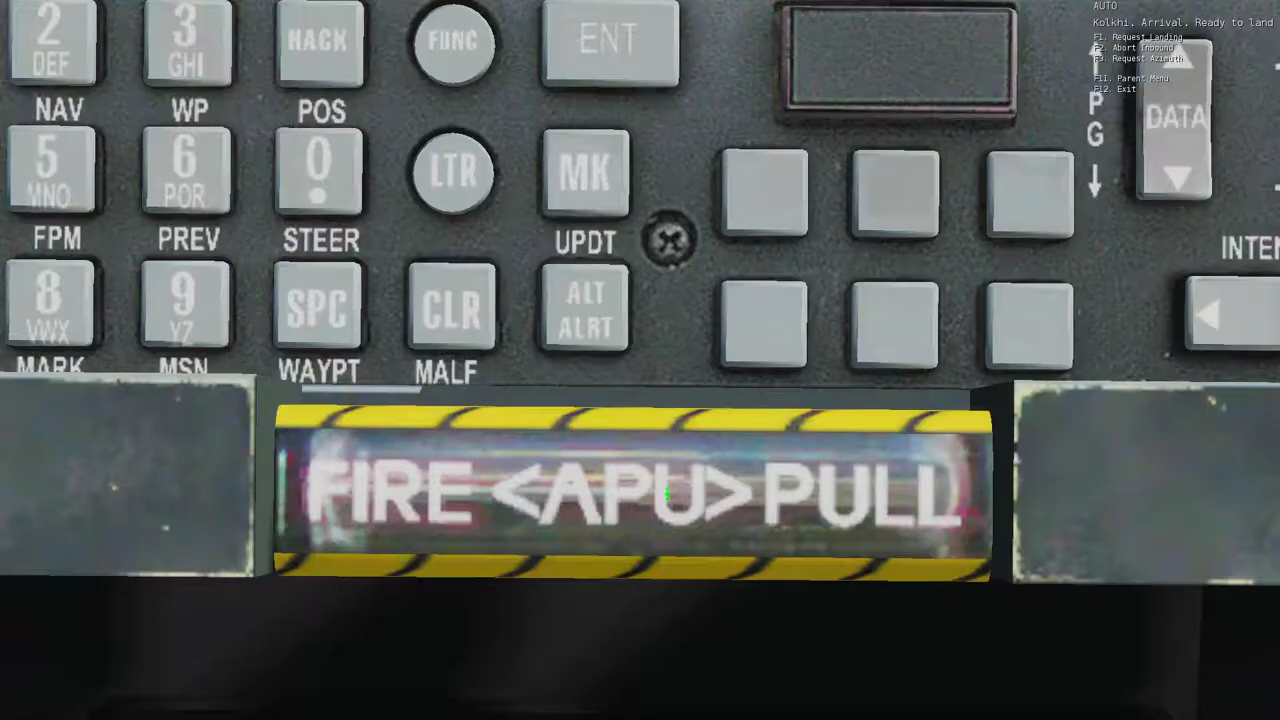 AUTO
Kolkhi. Arrival. Ready to land
F1. Request Landing
F2. Abort Inbound
F3. Request Azimuth
F11. Parent Menu
F12. Exit
2 DEF
3 GHI
HACK
FUNC
ENT
NAV
WP
POS
P
G
DATA
5 MNO
6 PQR
0
LTR
MK
FPM
PREV
STEER
UPDT
INTEN
8 VWX
9 YZ
SPC
CLR
ALT
ALRT
MARK
MSN
WAYPT
MALF
FIRE <APU> PULL